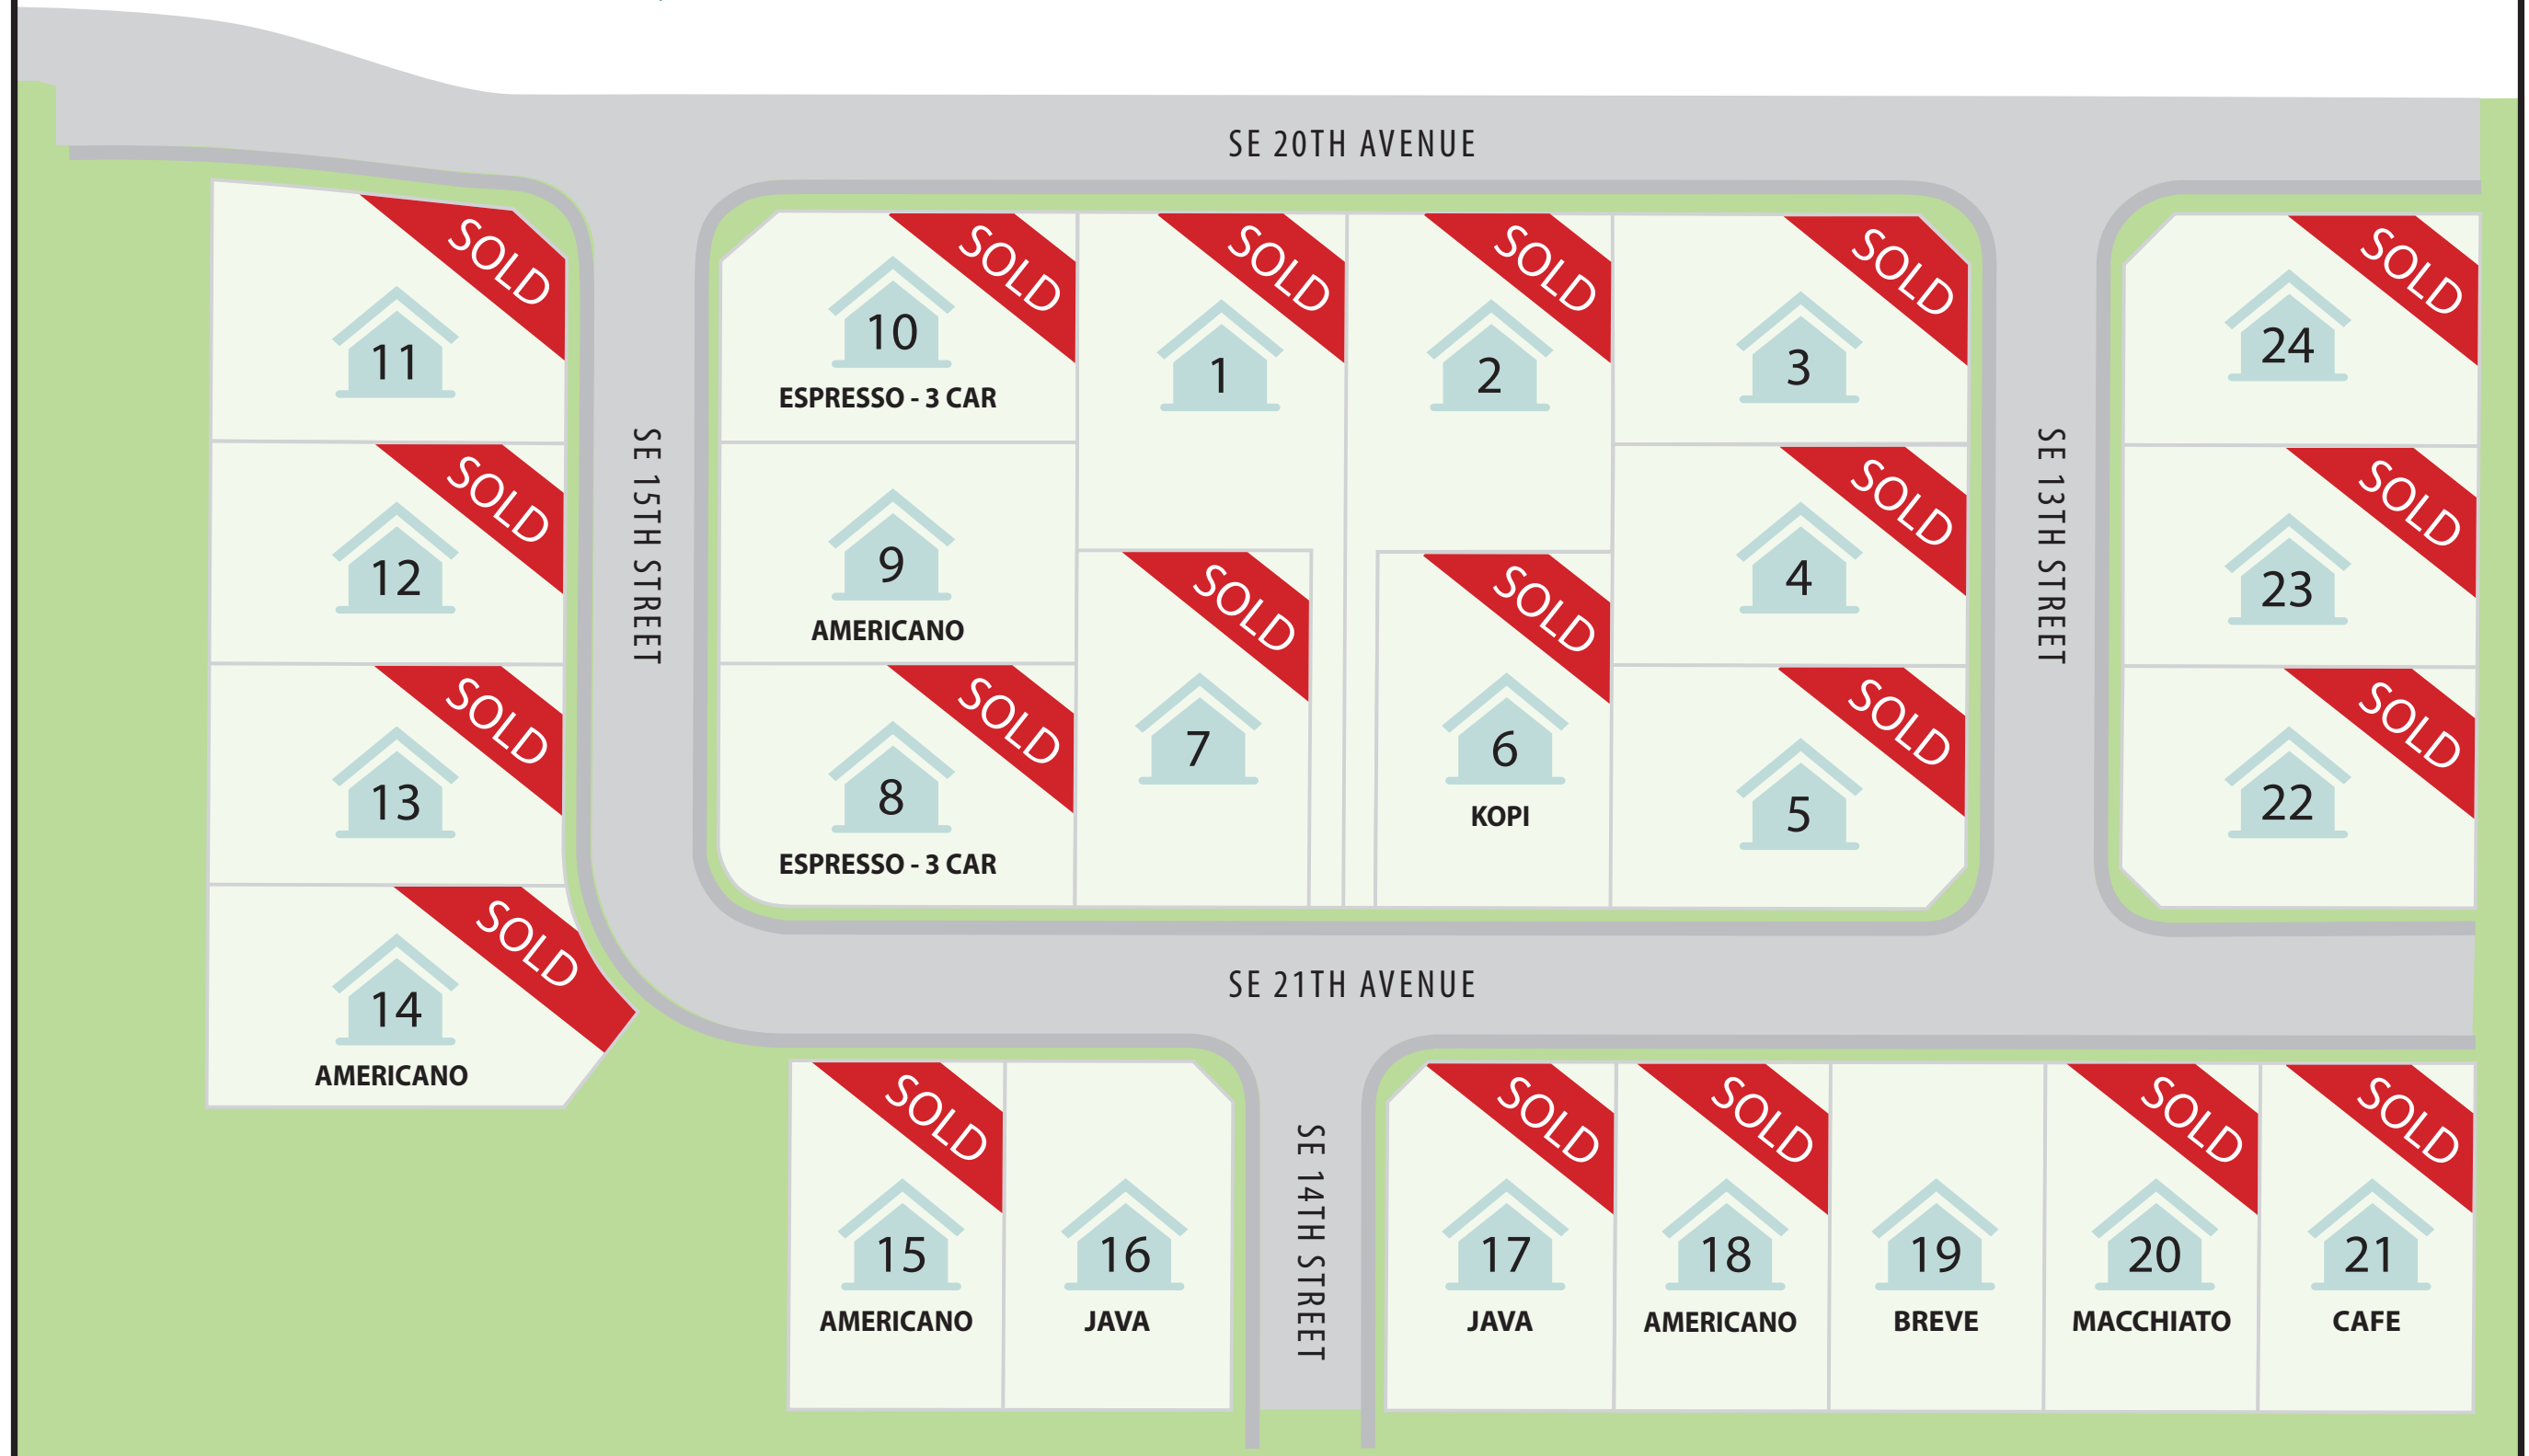 SE 20TH AVENUE
SOLD
11
SOLD
12
SOLD
13
SOLD
14
AMERICANO
SE 15TH STREET
SOLD
10
ESPRESSO - 3 CAR
9
AMERICANO
SOLD
8
ESPRESSO - 3 CAR
SOLD
1
SOLD
2
SOLD
7
SOLD
6
KOPI
SOLD
3
SOLD
4
SOLD
5
SE 13TH STREET
SOLD
24
SOLD
23
SOLD
22
SE 21TH AVENUE
SOLD
15
AMERICANO
16
JAVA
SE 14TH STREET
SOLD
17
JAVA
SOLD
18
AMERICANO
19
BREVE
SOLD
20
MACCHIATO
SOLD
21
CAFE